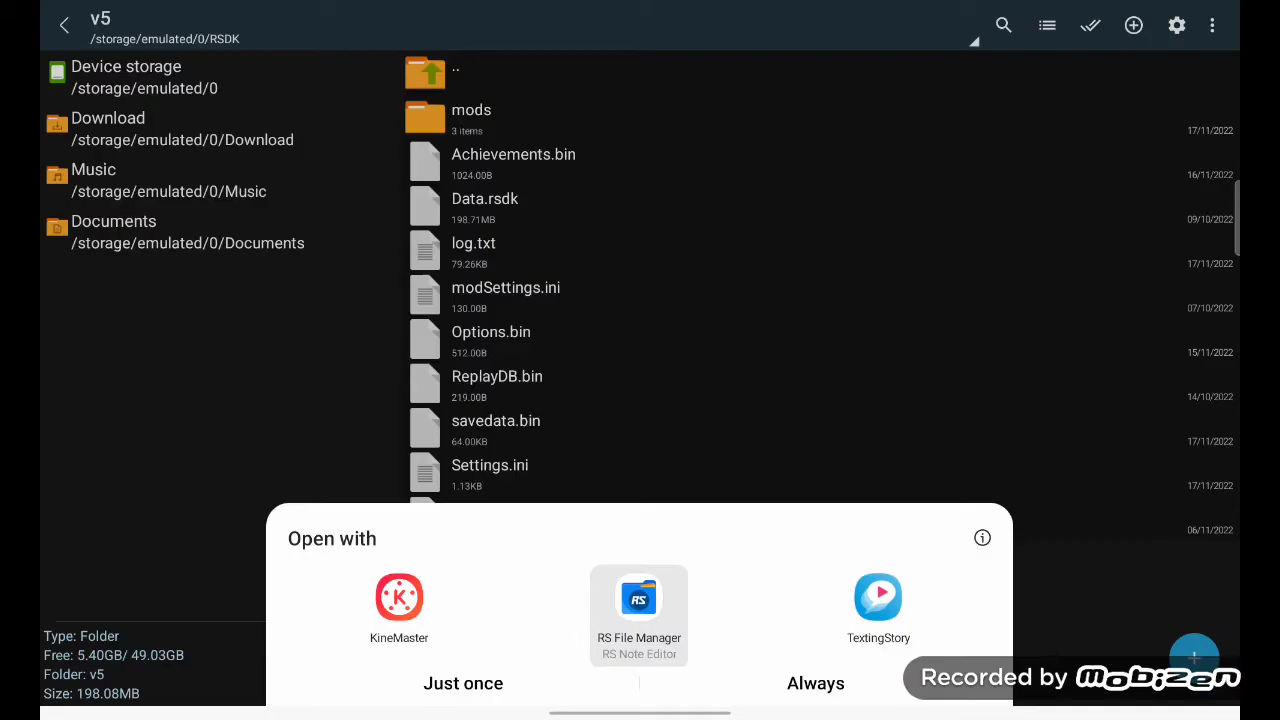 v5
/storage/emulated/0/RSDK
Device storage
/storage/emulated/0
Download
/storage/emulated/0/Download
Music
/storage/emulated/0/Music
Documents
/storage/emulated/0/Documents
..
mods
3 items
17/11/2022
Achievements.bin
1024.00B
16/11/2022
Data.rsdk
198.71MB
09/10/2022
log.txt
79.26KB
17/11/2022
modSettings.ini
130.00B
07/10/2022
Options.bin
512.00B
15/11/2022
ReplayDB.bin
219.00B
14/10/2022
savedata.bin
64.00KB
17/11/2022
Settings.ini
1.13KB
17/11/2022
06/11/2022
Type: Folder
Free: 5.40GB/ 49.03GB
Folder: v5
Size: 198.08MB
Open with
KineMaster
RS
RS File Manager
RS Note Editor
TextingStory
Just once
Always
Recorded by Mobizen